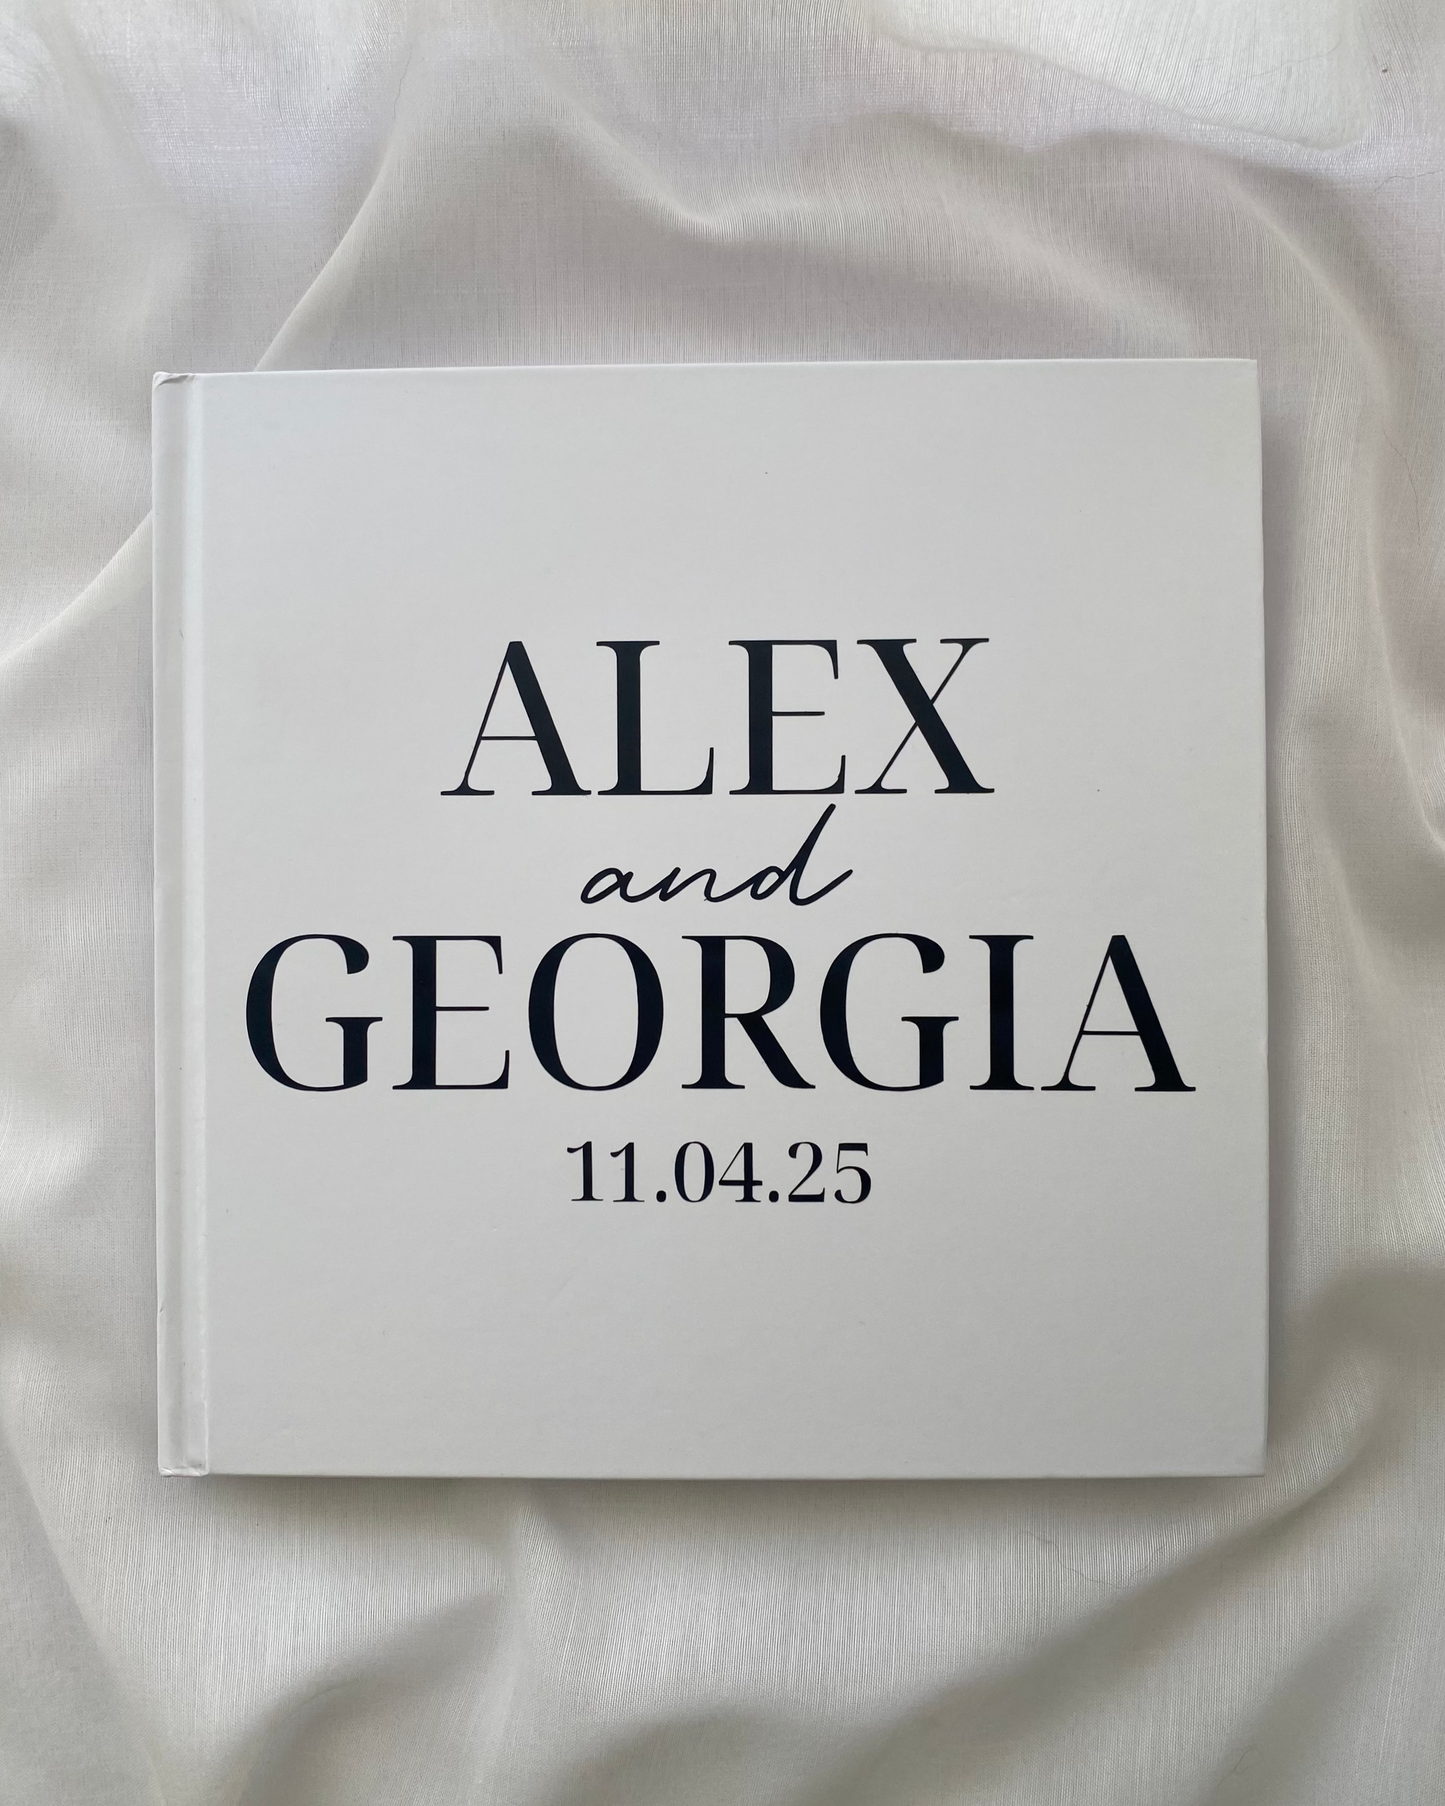 ALEX
and
GEORGIA
11.04.25